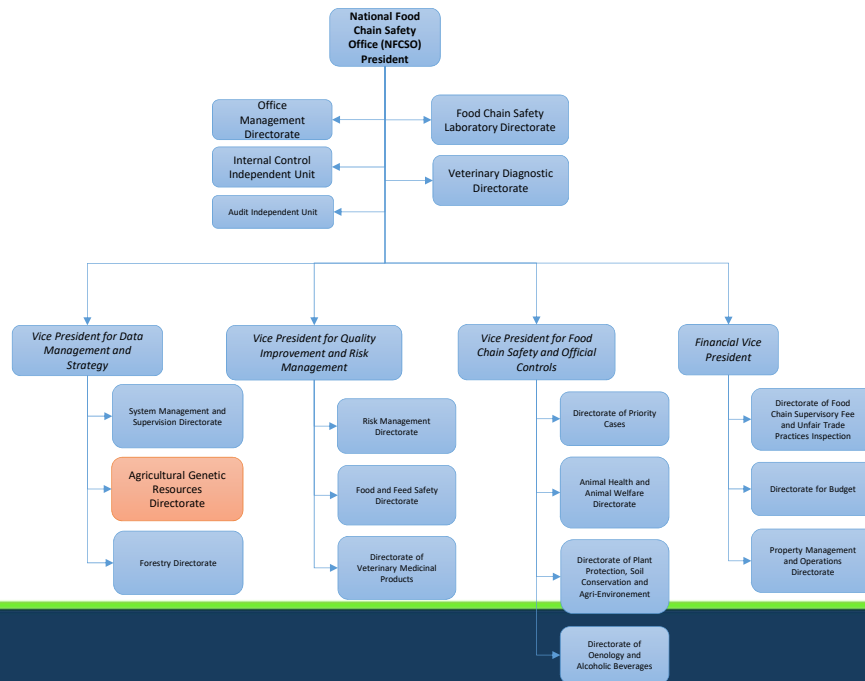 National Food
Chain Safety
Office (NFCSO)
President
Office
Management
Directorate
Food Chain Safety
Laboratory Directorate
Internal Control
Independent Unit
Veterinary Diagnostic
Directorate
Audit Independent Unit
Vice President for Data
Management and
Strategy
Vice President for Quality
Improvement and Risk
Management
Vice President for Food
Chain Safety and Official
Controls
Financial Vice
President
System Management and
Supervision Directorate
Risk Management
Directorate
Directorate of Priority
Cases
Directorate of Food
Chain Supervisory Fee
and Unfair Trade
Practices Inspection
Agricultural Genetic
Resources
Directorate
Food and Feed Safety
Directorate
Animal Health and
Animal Welfare
Directorate
Directorate for Budget
Forestry Directorate
Directorate of
Veterinary Medicinal
Products
Directorate of Plant
Protection, Soil
Conservation and
Agri-Environement
Property Management
and Operations
Directorate
Directorate of
Oenology and
Alcoholic Beverages